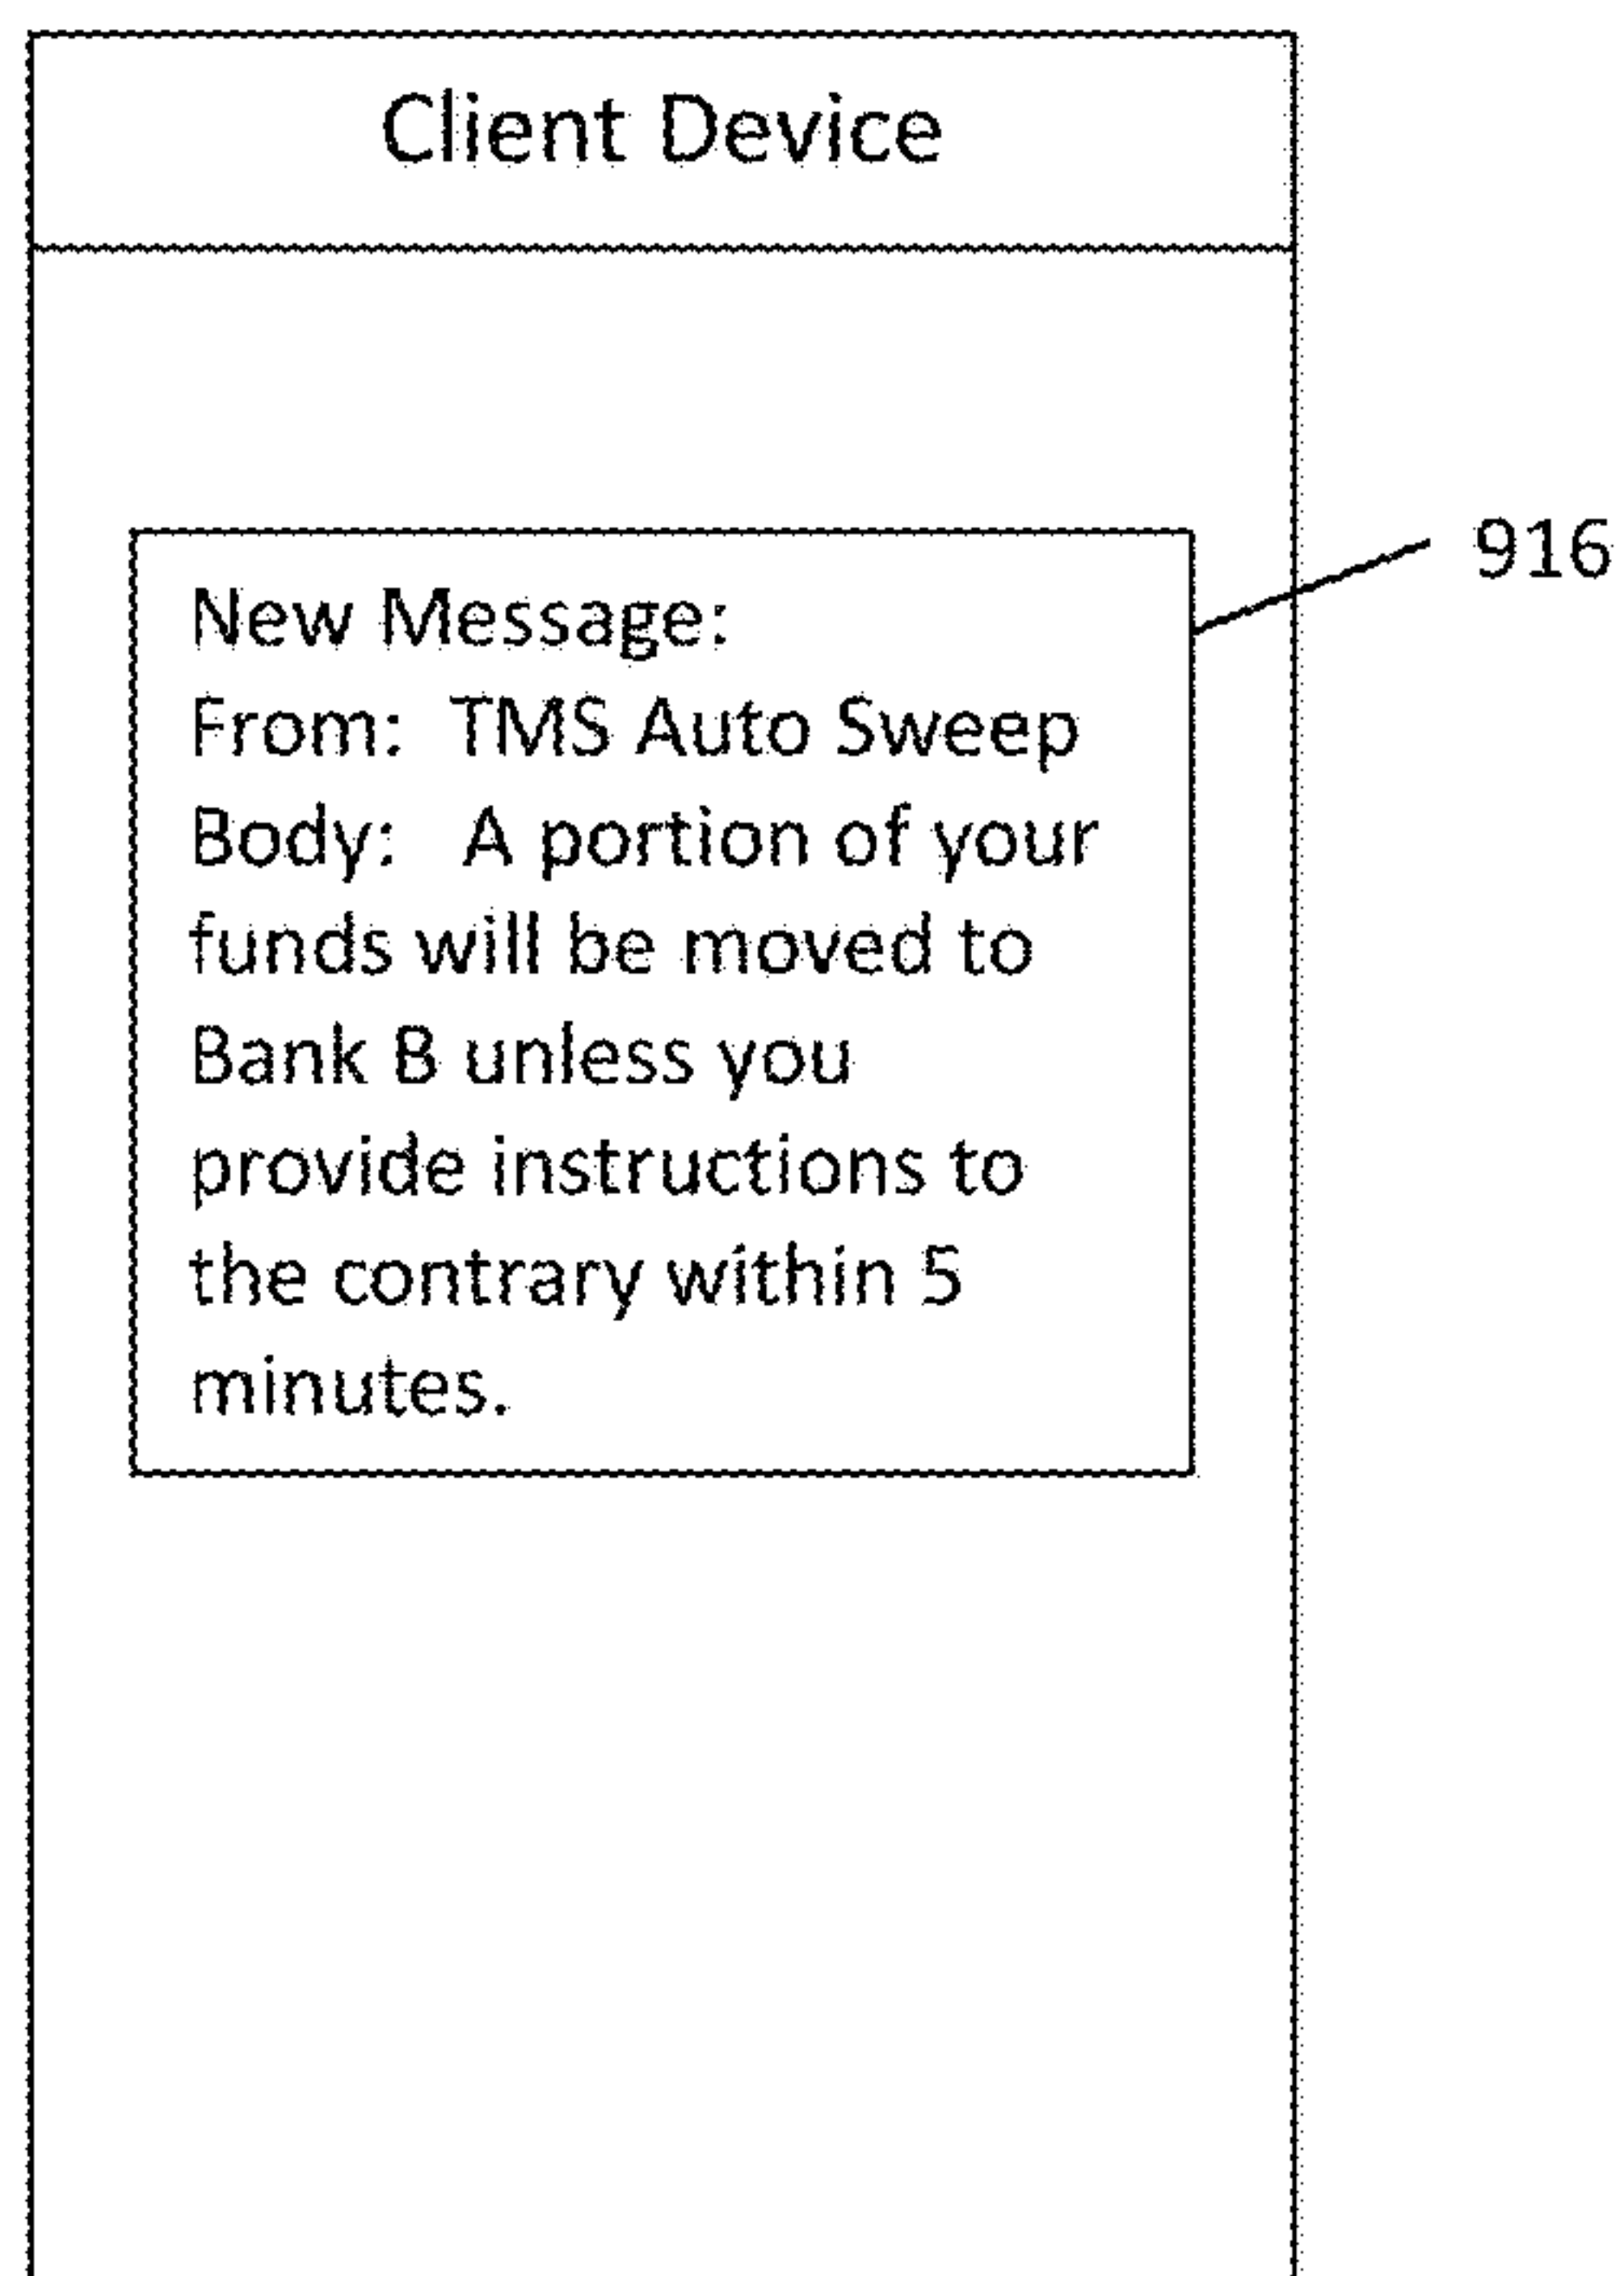 Client Device
916
New Message:
From: TMS Auto Sweep
Body: A portion of your
funds will be moved to
Bank B unless you
provide instructions to
the contrary within 5
minutes.